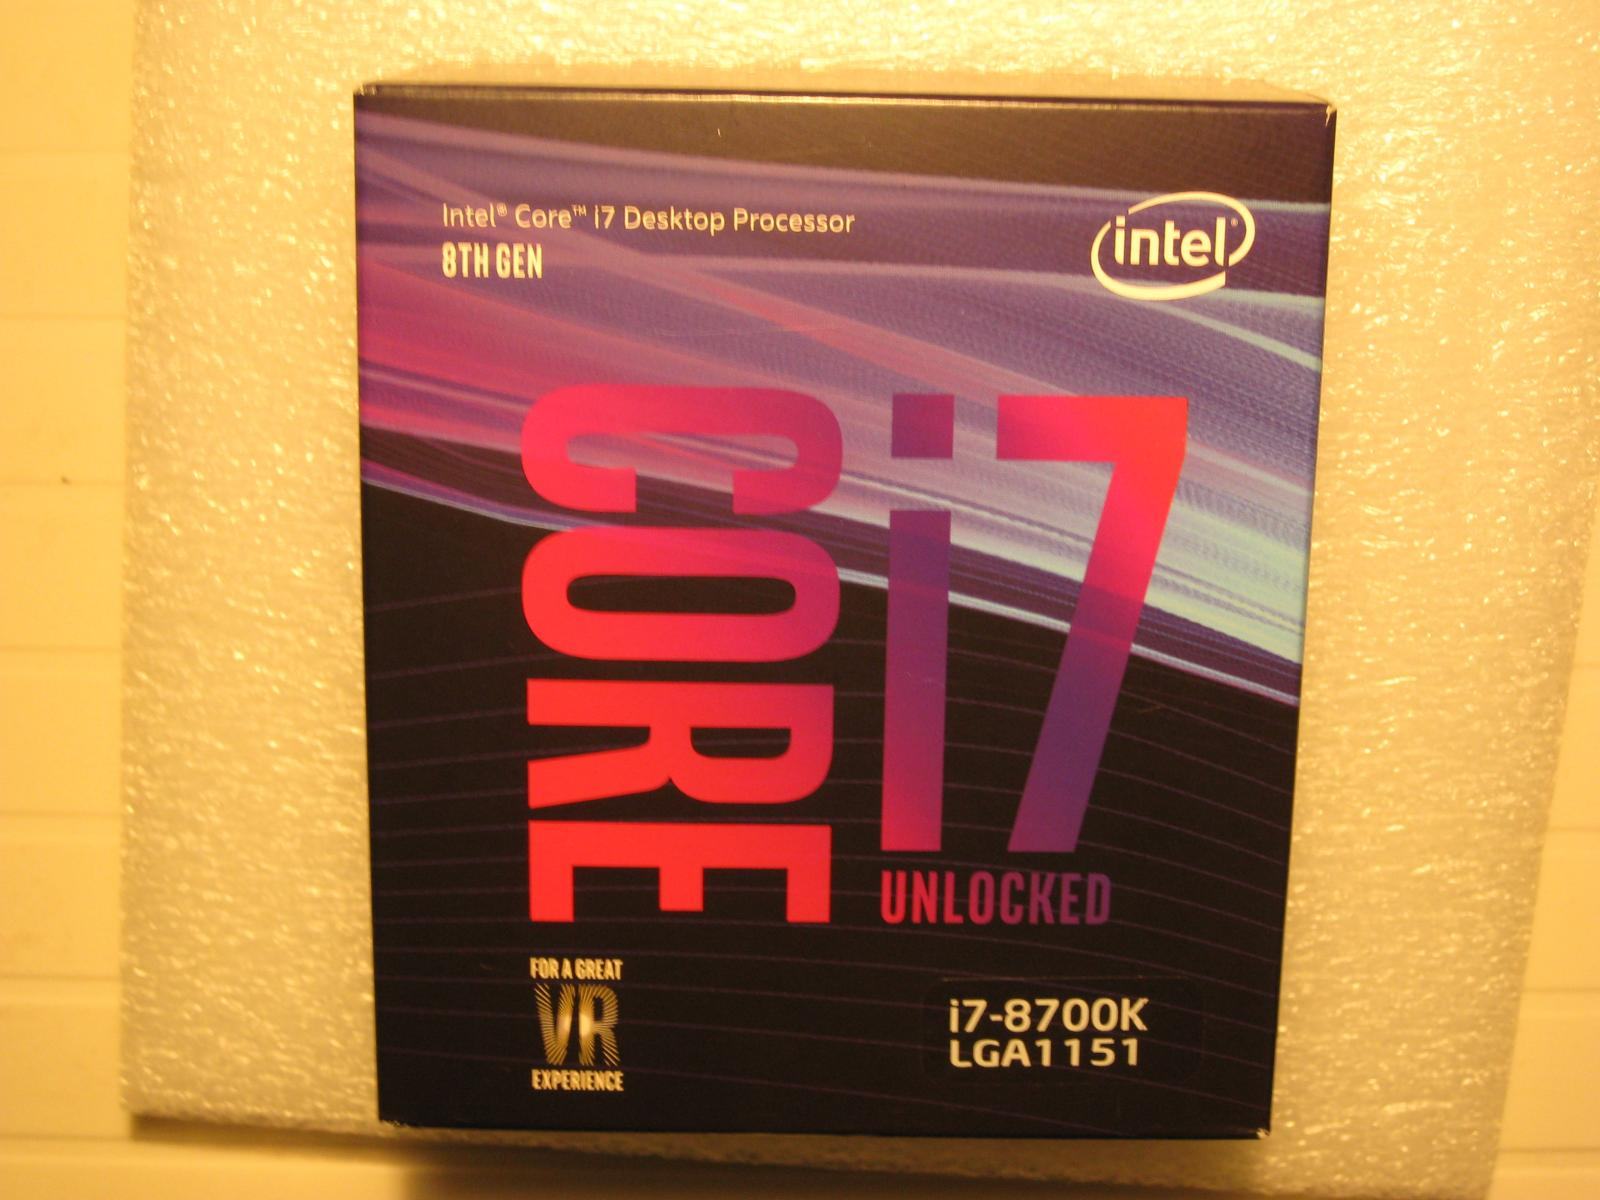 Intel® Core™ i7 Desktop Processor
8TH GEN
intel®
CORE
i7
UNLOCKED
FOR A GREAT
VR
EXPERIENCE
i7-8700K
LGA1151